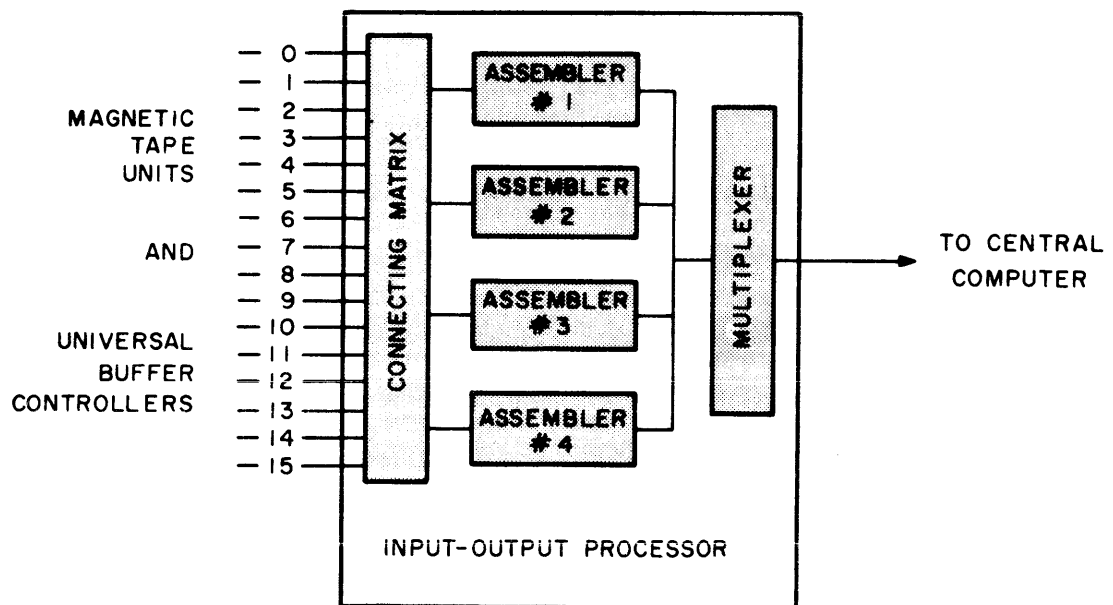 MAGNETIC
TAPE
UNITS
AND
UNIVERSAL
BUFFER
CONTROLLERS
0
1
2
3
4
5
6
7
8
9
10
11
12
13
14
15
CONNECTING MATRIX
ASSEMBLER
# 1
ASSEMBLER
# 2
ASSEMBLER
# 3
ASSEMBLER
# 4
MULTIPLEXER
TO CENTRAL
COMPUTER
INPUT-OUTPUT PROCESSOR